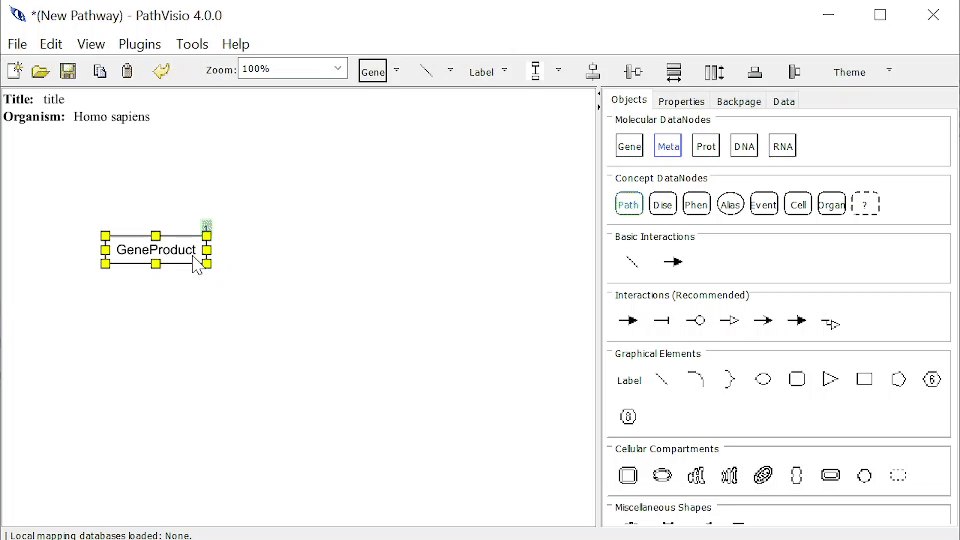 *(New Pathway) - PathVisio 4.0.0
File Edit View Plugins Tools Help
Zoom: 100% Gene Label Theme
Title: title
Organism: Homo sapiens
GeneProduct
Objects Properties Backpage Data
Molecular DataNodes
Gene Meta Prot DNA RNA
Concept DataNodes
Path Dise Phen Alias Event Cell Organ ?
Basic Interactions
Interactions (Recommended)
Graphical Elements
Label 6
8
Cellular Compartments
Miscellaneous Shapes
| Local mapping databases loaded: None.